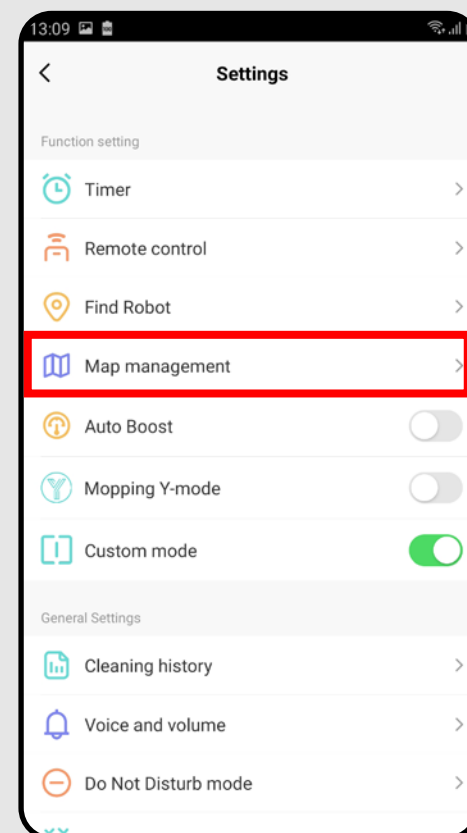 13:09
Settings
Function setting
Timer
Remote control
Find Robot
Map management
Auto Boost
Mopping Y-mode
Custom mode
General Settings
Cleaning history
Voice and volume
Do Not Disturb mode